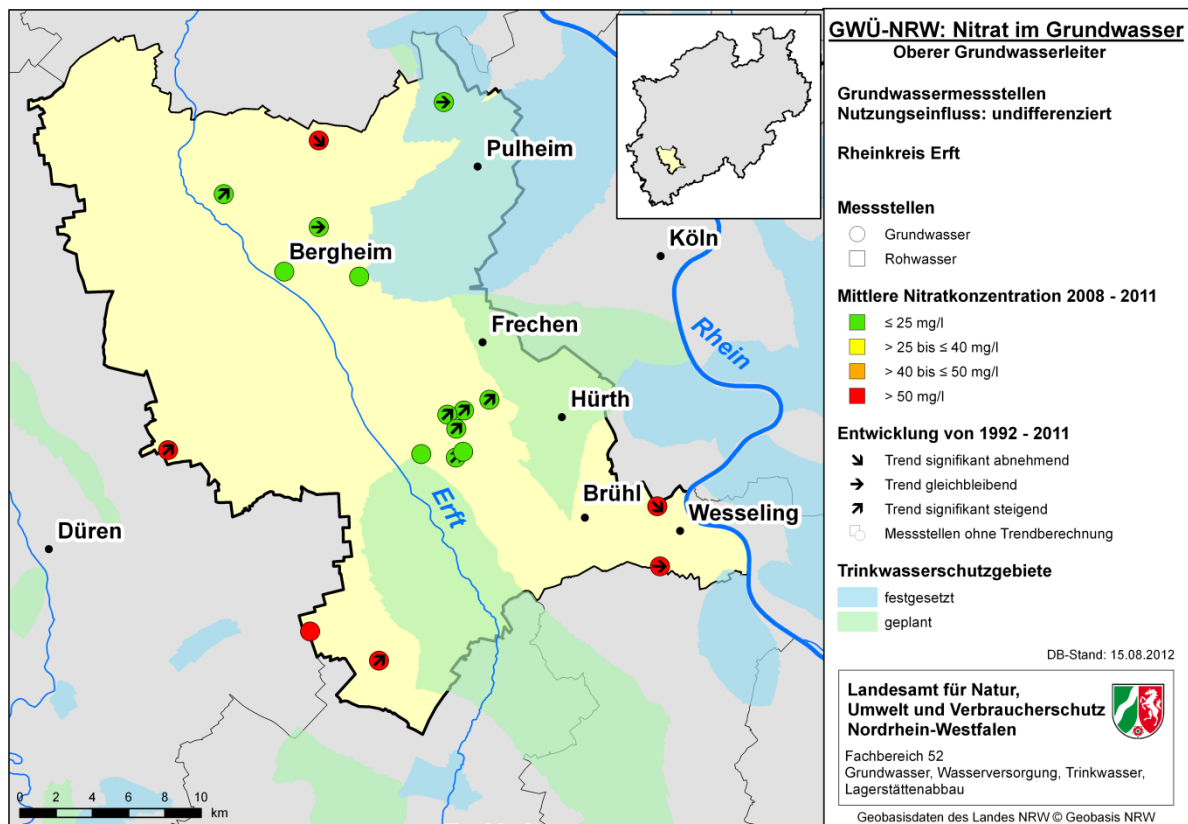 GWÜ-NRW: Nitrat im Grundwasser
Oberer Grundwasserleiter
Grundwassermessstellen
Nutzungseinfluss: undifferenziert
Rheinkreis Erft
Messstellen
Grundwasser
Rohwasser
Mittlere Nitratkonzentration 2008 - 2011
≤ 25 mg/l
> 25 bis ≤ 40 mg/l
> 40 bis ≤ 50 mg/l
> 50 mg/l
Entwicklung von 1992 - 2011
Trend signifikant abnehmend
Trend gleichbleibend
Trend signifikant steigend
Messstellen ohne Trendberechnung
Trinkwasserschutzgebiete
festgesetzt
geplant
DB-Stand: 15.08.2012
Landesamt für Natur,
Umwelt und Verbraucherschutz
Nordrhein-Westfalen
Fachbereich 52
Grundwasser, Wasserversorgung, Trinkwasser,
Lagerstättenabbau
Geobasisdaten des Landes NRW © Geobasis NRW
Pulheim
Köln
Bergheim
Rhein
Frechen
Hürth
Erft
Brühl
Wesseling
Düren
0 2 4 6 8 10
km